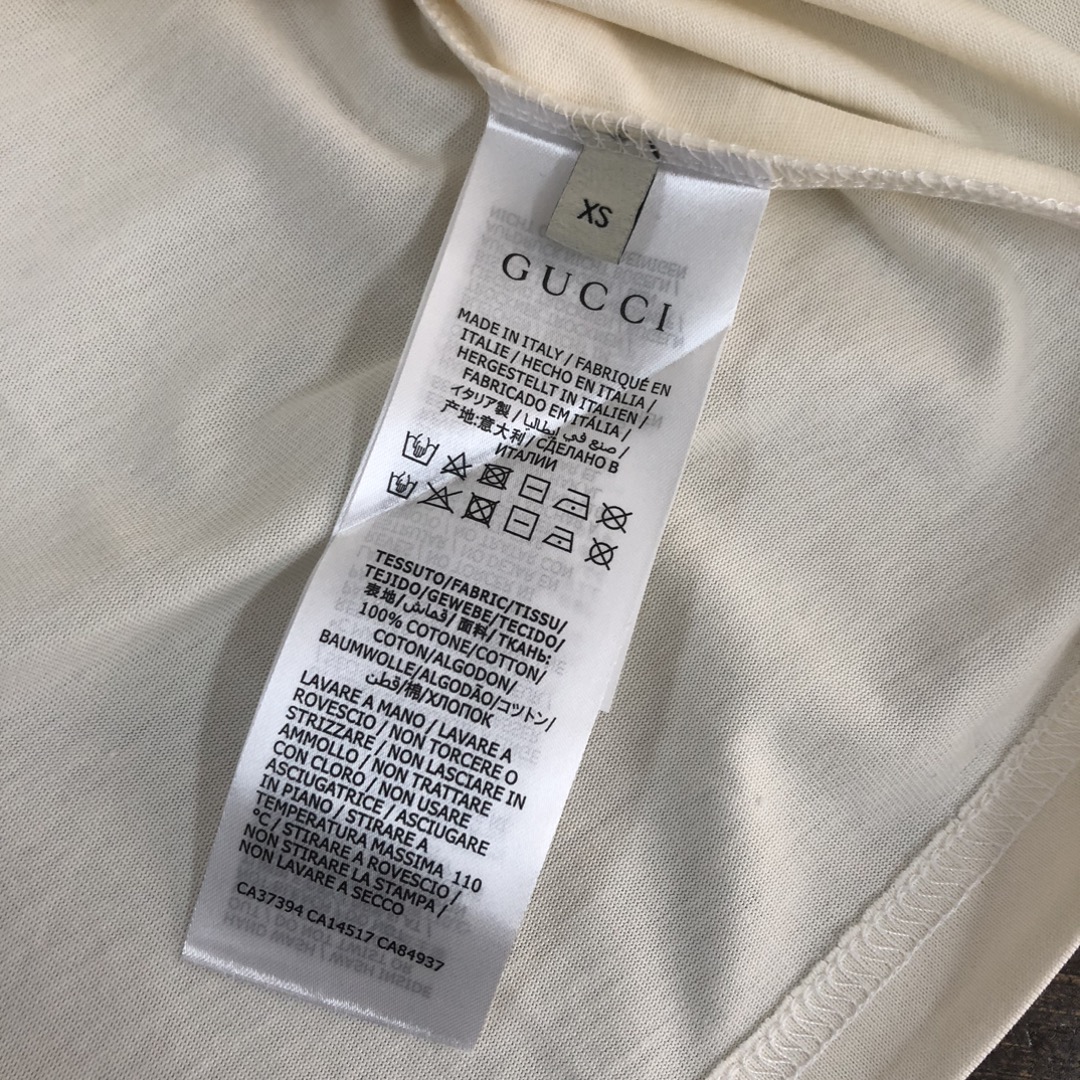 XS
GUCCI
MADE IN ITALY / FABRIQUÉ EN
ITALIE / HECHO EN ITALIA /
HERGESTELLT IN ITALIEN /
FABRICADO EM ITÁLIA /
イタリア製 / صنع في إيطاليا /
产地:意大利 / СДЕЛАНО В
ИТАЛИИ
TESSUTO/FABRIC/TISSU/
TEJIDO/GEWEBE/TECIDO/
表地/قماش/面料/ТКАНЬ:
100% COTONE/COTTON/
COTON/ALGODON/
BAUMWOLLE/ALGODÃO/コットン/
قطن/棉/ХЛОПОК
LAVARE A MANO / LAVARE A
ROVESCIO / NON TORCERE O
STRIZZARE / NON LASCIARE IN
AMMOLLO / NON TRATTARE
CON CLORO / NON USARE
ASCIUGATRICE / ASCIUGARE
IN PIANO / STIRARE A
TEMPERATURA MASSIMA 110
°C / STIRARE A ROVESCIO /
NON STIRARE LA STAMPA /
NON LAVARE A SECCO
CA37394 CA14517 CA84937